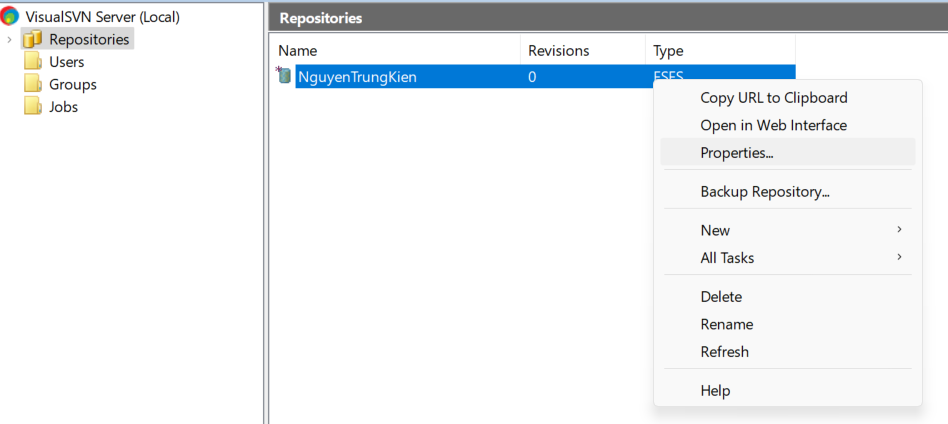 VisualSVN Server (Local)
Repositories
Users
Groups
Jobs
Repositories
Name Revisions Type
NguyenTrungKien 0 FSFS
Copy URL to Clipboard
Open in Web Interface
Properties...
Backup Repository...
New
All Tasks
Delete
Rename
Refresh
Help